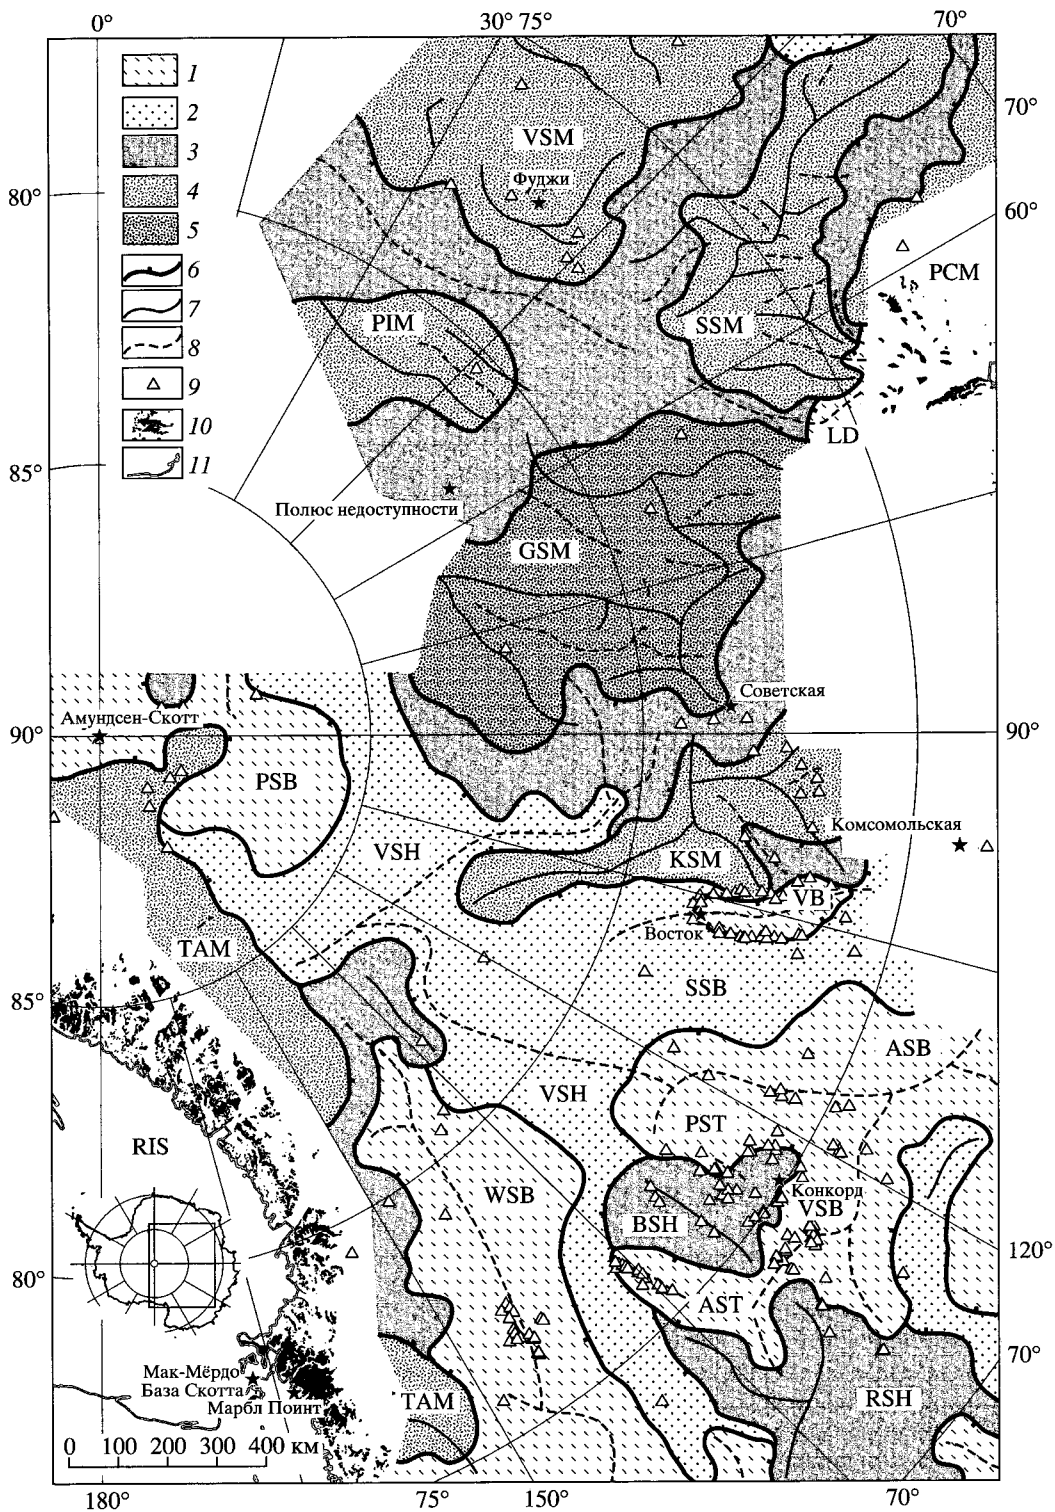 0°
30° 75°
70°
1
2
3
4
5
6
7
8
9
10
11
70°
80°
60°
85°
VSM
Фуджи
PCM
PIM
SSM
LD
Полюс недоступности
GSM
Советская
Амундсен-Скотт
90°
90°
PSB
VSH
Комсомольская
KSM
VB
Восток
TAM
SSB
85°
ASB
VSH
PST
RIS
WSB
Конкорд
VSB
BSH
120°
80°
AST
70°
Мак-Мёрдо
База Скотта
Марбл Поинт
TAM
RSH
0 100 200 300 400 км
180°
75° 150°
70°